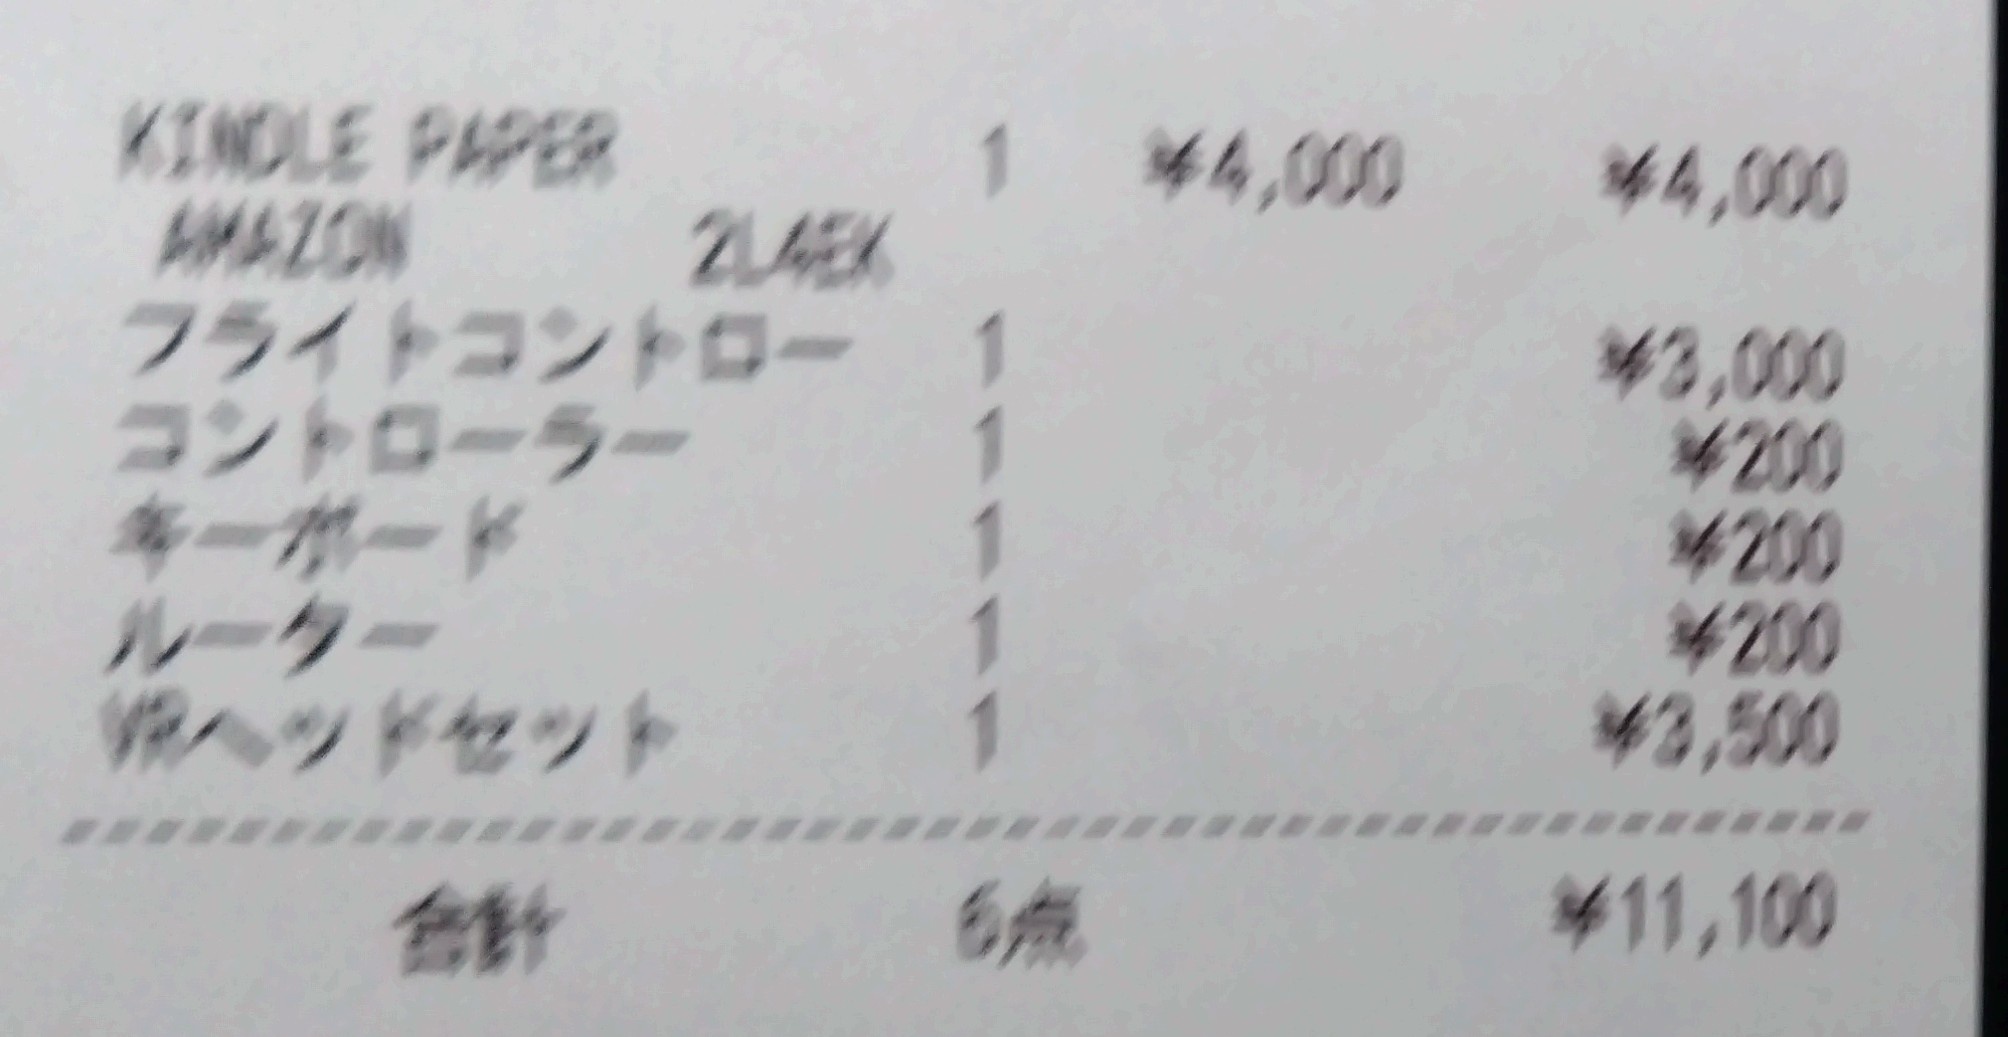 KINDLE PAPER 1 ¥4,000 ¥4,000
AMAZON 2L4EK
フライトコントロー 1 ¥3,000
コントローラー 1 ¥200
キーボード 1 ¥200
ルーター 1 ¥200
VRヘッドセット 1 ¥3,500
合計 6点 ¥11,100